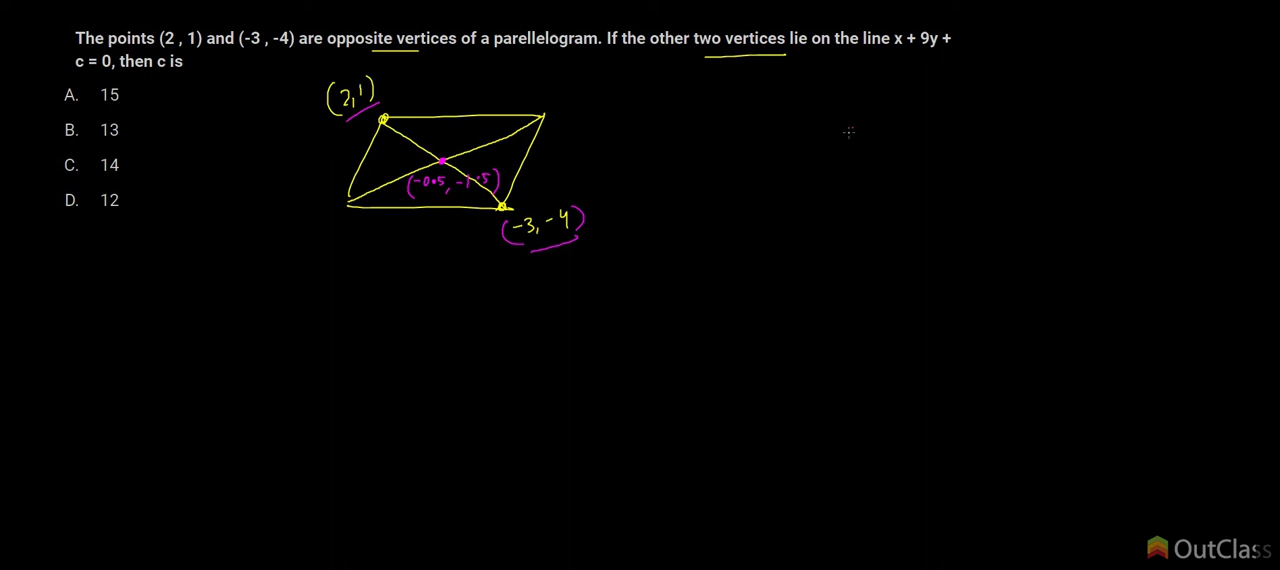 The points (2 , 1) and (-3 , -4) are opposite vertices of a parellelogram. If the other two vertices lie on the line x + 9y +
c = 0, then c is
A. 15
B. 13
C. 14
D. 12
(2,1)
(-0.5, -1.5)
(-3, -4)
OutClass